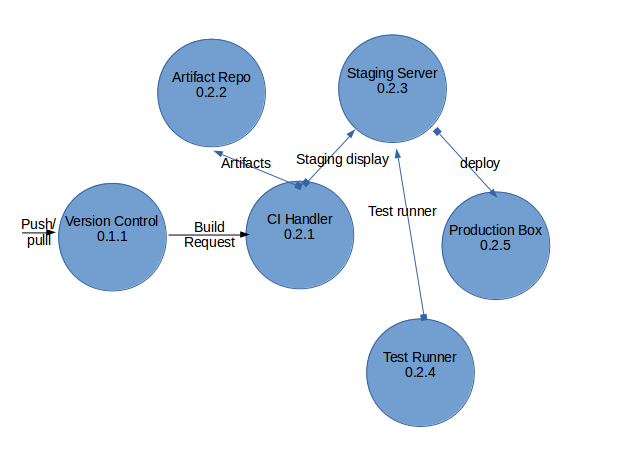 Artifact Repo
0.2.2
Staging Server
0.2.3
Artifacts
Staging display
deploy
Push/
pulll
Version Control
0.1.1
Build
Request
CI Handler
0.2.1
Test runner
Production Box
0.2.5
Test Runner
0.2.4